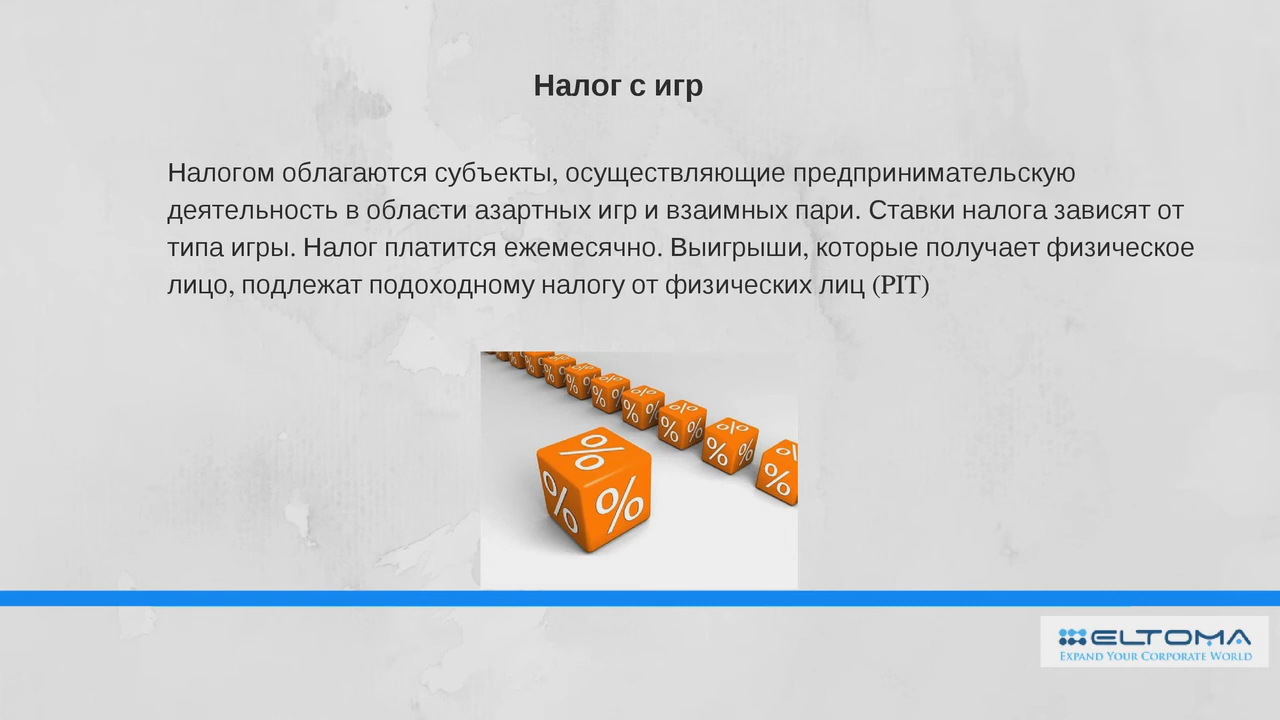 Налог с игр
Налогом облагаются субъекты, осуществляющие предпринимательскую
деятельность в области азартных игр и взаимных пари. Ставки налога зависят от
типа игры. Налог платится ежемесячно. Выигрыши, которые получает физическое
лицо, подлежат подоходному налогу от физических лиц (PIT)
ELTOMA
EXPAND YOUR CORPORATE WORLD